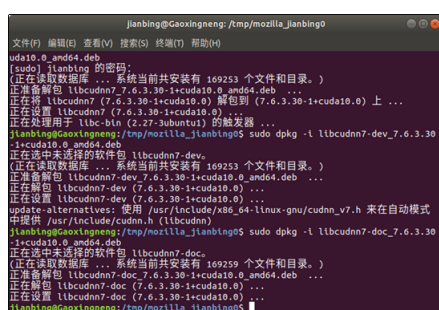 jianbing@Gaoxingneng: /tmp/mozilla_jianbing0
文件(F) 编辑(E) 查看(V) 搜索(S) 终端(T) 帮助(H)
uda10.0_amd64.deb
[sudo] jianbing 的密码：
(正在读取数据库 ... 系统当前共安装有 169253 个文件和目录。)
正准备解包 libcudnn7_7.6.3.30-1+cuda10.0_amd64.deb ...
正在将 libcudnn7 (7.6.3.30-1+cuda10.0) 解包到 (7.6.3.30-1+cuda10.0) 上 ...
正在设置 libcudnn7 (7.6.3.30-1+cuda10.0) ...
正在处理用于 libc-bin (2.27-3ubuntu1) 的触发器 ...
jianbing@Gaoxingneng:/tmp/mozilla_jianbing0$ sudo dpkg -i libcudnn7-dev_7.6.3.30
-1+cuda10.0_amd64.deb
正在选中未选择的软件包 libcudnn7-dev。
(正在读取数据库 ... 系统当前共安装有 169253 个文件和目录。)
正准备解包 libcudnn7-dev_7.6.3.30-1+cuda10.0_amd64.deb ...
正在解包 libcudnn7-dev (7.6.3.30-1+cuda10.0) ...
正在设置 libcudnn7-dev (7.6.3.30-1+cuda10.0) ...
update-alternatives: 使用 /usr/include/x86_64-linux-gnu/cudnn_v7.h 来在自动模式
中提供 /usr/include/cudnn.h (libcudnn)
jianbing@Gaoxingneng:/tmp/mozilla_jianbing0$ sudo dpkg -i libcudnn7-doc_7.6.3.30
-1+cuda10.0_amd64.deb
正在选中未选择的软件包 libcudnn7-doc。
(正在读取数据库 ... 系统当前共安装有 169259 个文件和目录。)
正准备解包 libcudnn7-doc_7.6.3.30-1+cuda10.0_amd64.deb ...
正在解包 libcudnn7-doc (7.6.3.30-1+cuda10.0) ...
正在设置 libcudnn7-doc (7.6.3.30-1+cuda10.0) ...
jianbing@Gaoxingneng:/tmp/mozilla_jianbing0$